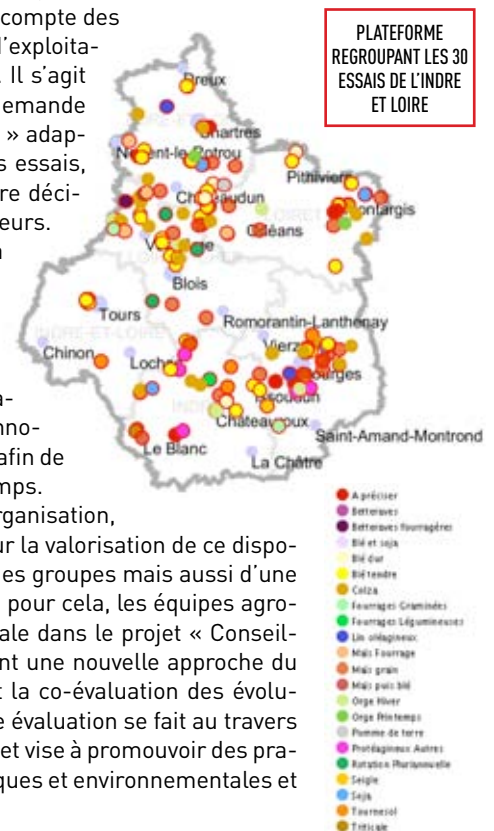 compte des
d'exploita-
. Il s'agit
demande
» adap-
s essais,
re déci-
eurs.
PLATEFORME
REGROUPANT LES 30
ESSAIS DE L'INDRE
ET LOIRE
Dreux
Chartres
Nogent-le-Rotrou
Pithiviers
Châteaudun
LOIRET
Montargis
Orléans
Vendôme
Blois
Tours
Romorantin-Lanthenay
INDRE-ET-LOIRE
Chinon
Vierzon
Loches
Bourges
Issoudun
INDRE
Châteauroux
Le Blanc
Saint-Amand-Montrond
La Châtre
a-
nno-
afin de
mps.
rganisation,
ur la valorisation de ce dispo-
es groupes mais aussi d'une
pour cela, les équipes agro-
ale dans le projet « Conseil-
nt une nouvelle approche du
t la co-évaluation des évolu-
e évaluation se fait au travers
et vise à promouvoir des pra-
ques et environnementales et
A préciser
Betteraves
Betteraves fourragères
Blé et soja
Blé dur
Blé tendre
Colza
Fourrages Graminées
Fourrages Légumineuses
Lin oléagineux
Maïs Fourrage
Maïs grain
Maïs puis blé
Orge Hiver
Orge Printemps
Pomme de terre
Protéagineux Autres
Rotation Pluriannuelle
Seigle
Soja
Tournesol
Triticale